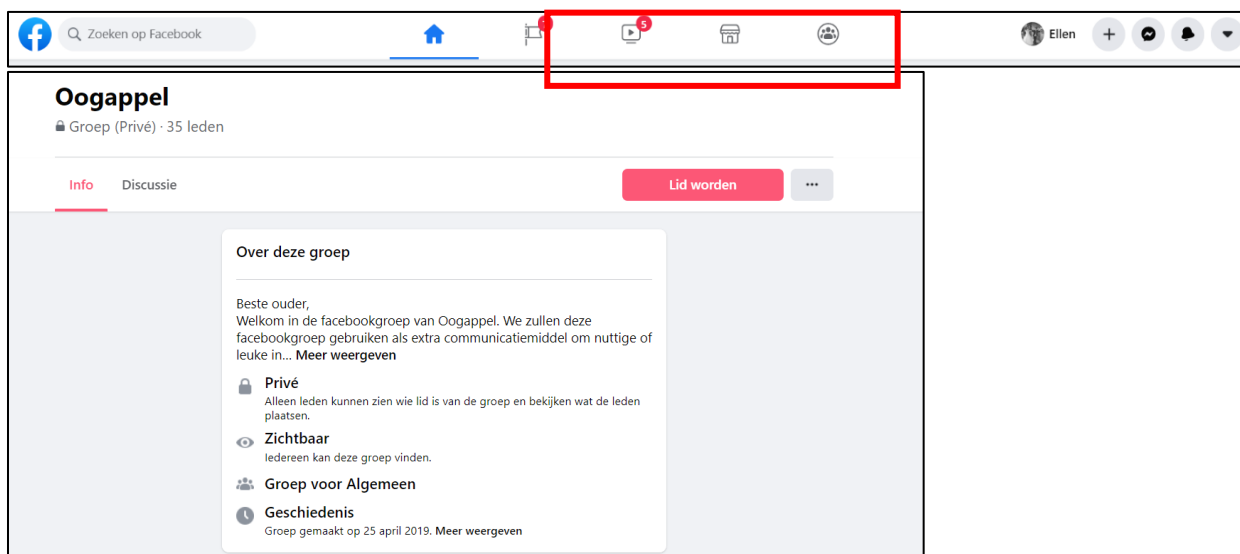 Zoeken op Facebook
5
Ellen
Oogappel
Groep (Privé) · 35 leden
Info Discussie Lid worden
Over deze groep
Beste ouder,
Welkom in de facebookgroep van Oogappel. We zullen deze
facebookgroep gebruiken als extra communicatiemiddel om nuttige of
leuke in... Meer weergeven
Privé
Alleen leden kunnen zien wie lid is van de groep en bekijken wat de leden
plaatsen.
Zichtbaar
Iedereen kan deze groep vinden.
Groep voor Algemeen
Geschiedenis
Groep gemaakt op 25 april 2019. Meer weergeven